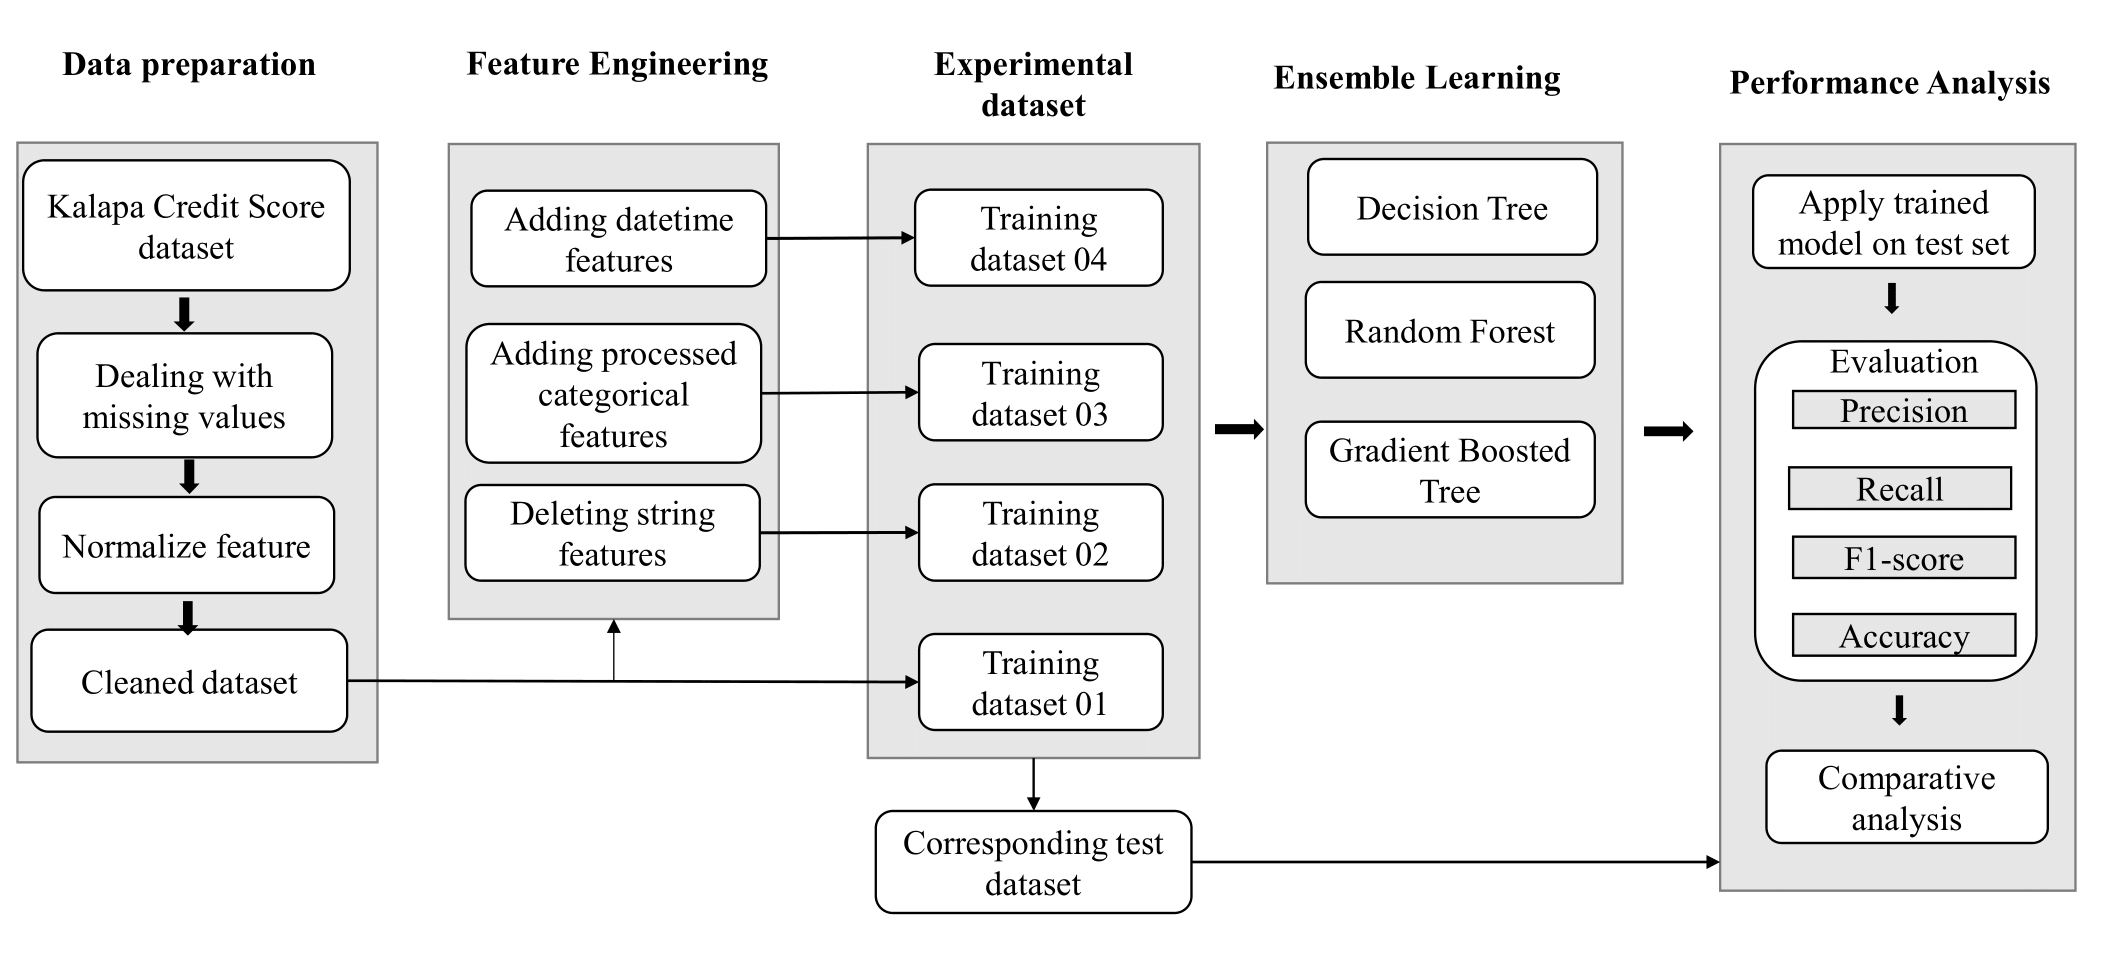 Data preparation
Kalapa Credit Score
dataset
Dealing with
missing values
Normalize feature
Cleaned dataset
Feature Engineering
Adding datetime
features
Adding processed
categorical
features
Deleting string
features
Experimental
dataset
Training
dataset 04
Training
dataset 03
Training
dataset 02
Training
dataset 01
Corresponding test
dataset
Ensemble Learning
Decision Tree
Random Forest
Gradient Boosted
Tree
Performance Analysis
Apply trained
model on test set
Evaluation
Precision
Recall
F1-score
Accuracy
Comparative
analysis